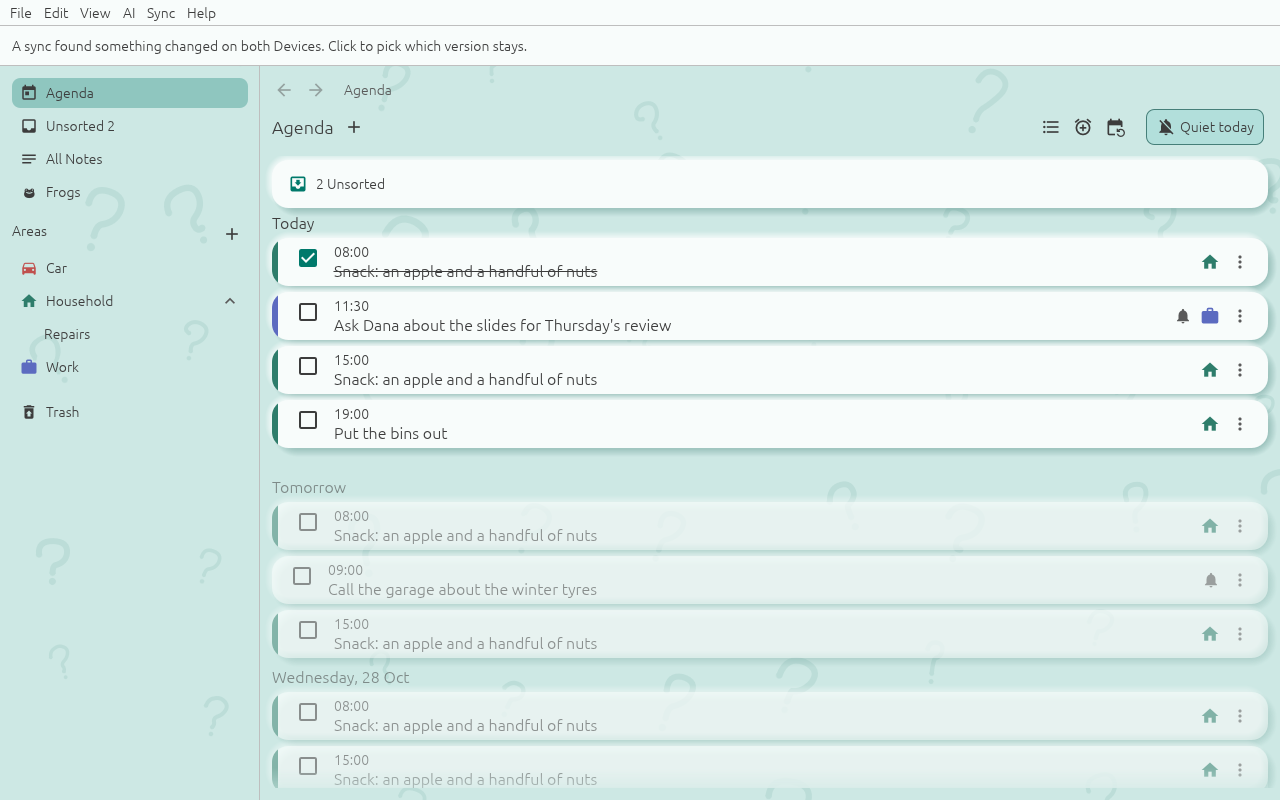 File Edit View AI Sync Help
A sync found something changed on both Devices. Click to pick which version stays.
Agenda
Unsorted 2
All Notes
Frogs
Areas
Car
Household
Repairs
Work
Trash
Agenda
Agenda
Quiet today
2 Unsorted
Today
08:00
Snack: an apple and a handful of nuts
11:30
Ask Dana about the slides for Thursday's review
15:00
Snack: an apple and a handful of nuts
19:00
Put the bins out
Tomorrow
08:00
Snack: an apple and a handful of nuts
09:00
Call the garage about the winter tyres
15:00
Snack: an apple and a handful of nuts
Wednesday, 28 Oct
08:00
Snack: an apple and a handful of nuts
15:00
Snack: an apple and a handful of nuts